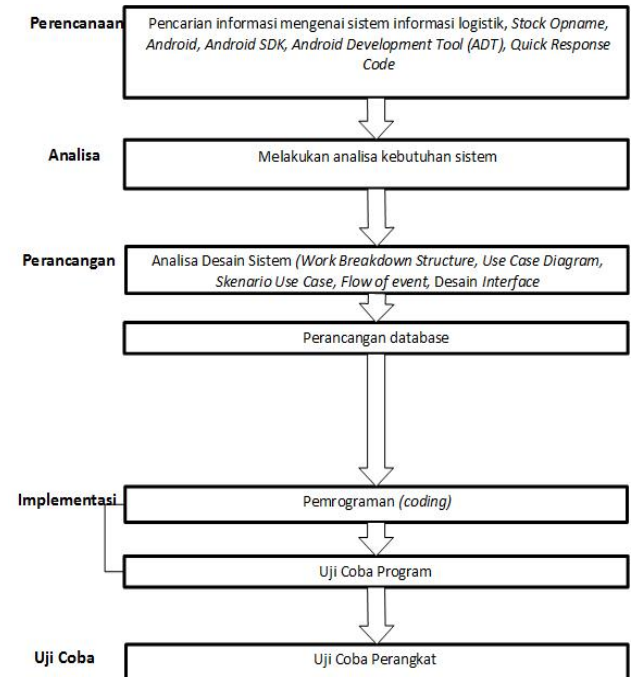 Perencanaan
Pencarian informasi mengenai sistem informasi logistik, Stock Opname,
Android, Android SDK, Android Development Tool (ADT), Quick Response
Code
Analisa
Melakukan analisa kebutuhan sistem
Perancangan
Analisa Desain Sistem (Work Breakdown Structure, Use Case Diagram,
Skenario Use Case, Flow of event, Desain Interface
Perancangan database
Implementasi
Pemrograman (coding)
Uji Coba Program
Uji Coba
Uji Coba Perangkat